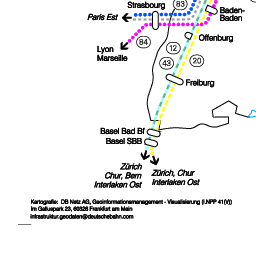 Strasbourg
83
Paris Est
Baden-
Baden
Lyon
Marseille
84
12
Offenburg
43
20
Freiburg
Basel Bad Bf
Basel SBB
Zürich
Chur, Bern
Interlaken Ost
Zürich, Chur
Interlaken Ost
Kartografie: DB Netz AG, Geoinformationsmanagement - Visualisierung (I.NPP 41(V))
Im Galluspark 23, 60326 Frankfurt am Main
infrastruktur.geodaten@deutschebahn.com